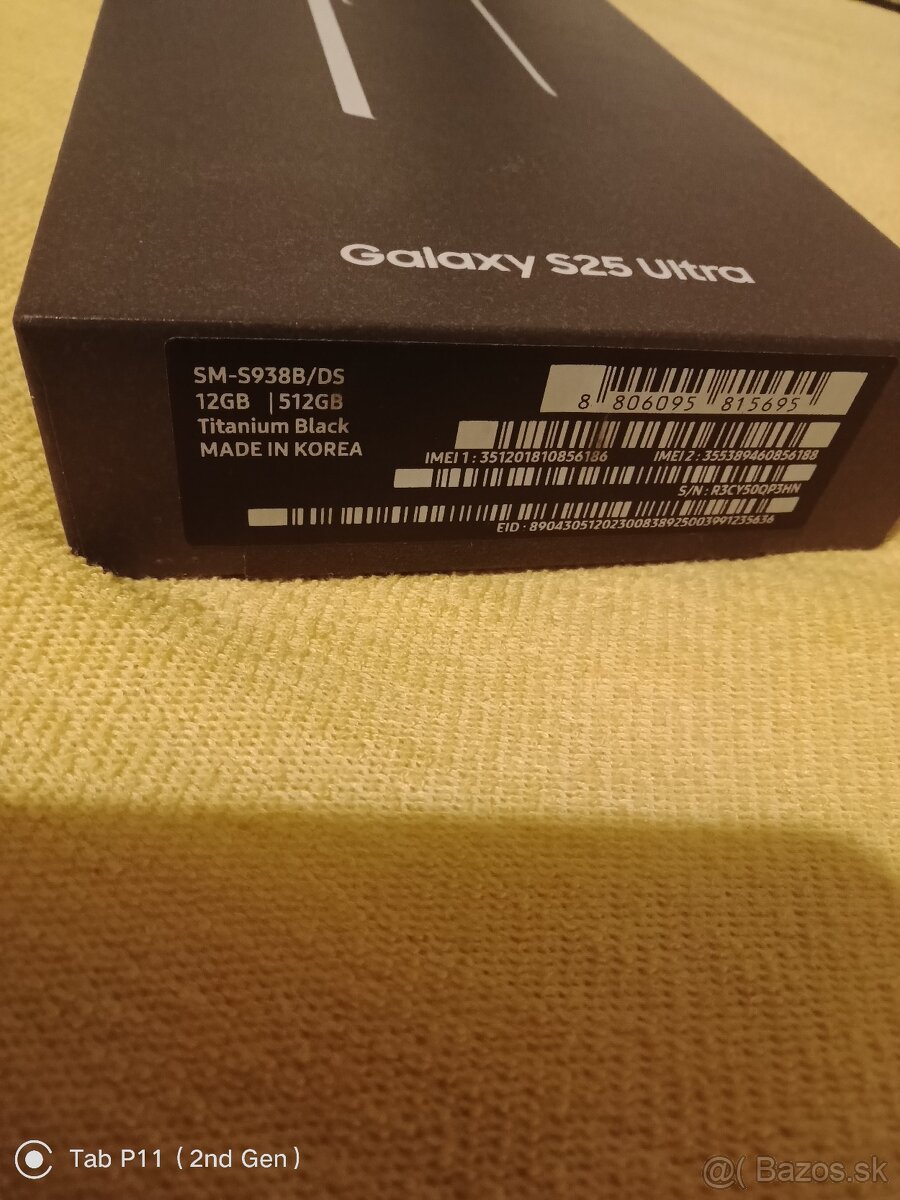 Galaxy S25 Ultra
SM-S938B/DS
12GB | 512GB
Titanium Black
MADE IN KOREA
8 806095 815695
IMEI 1 : 351201810856186 IMEI 2 : 355389460856188
S/N : R3CY50QP3HN
EID : 89043051202300838925003991235636
Tab P11 (2nd Gen)
@( Bazos.sk